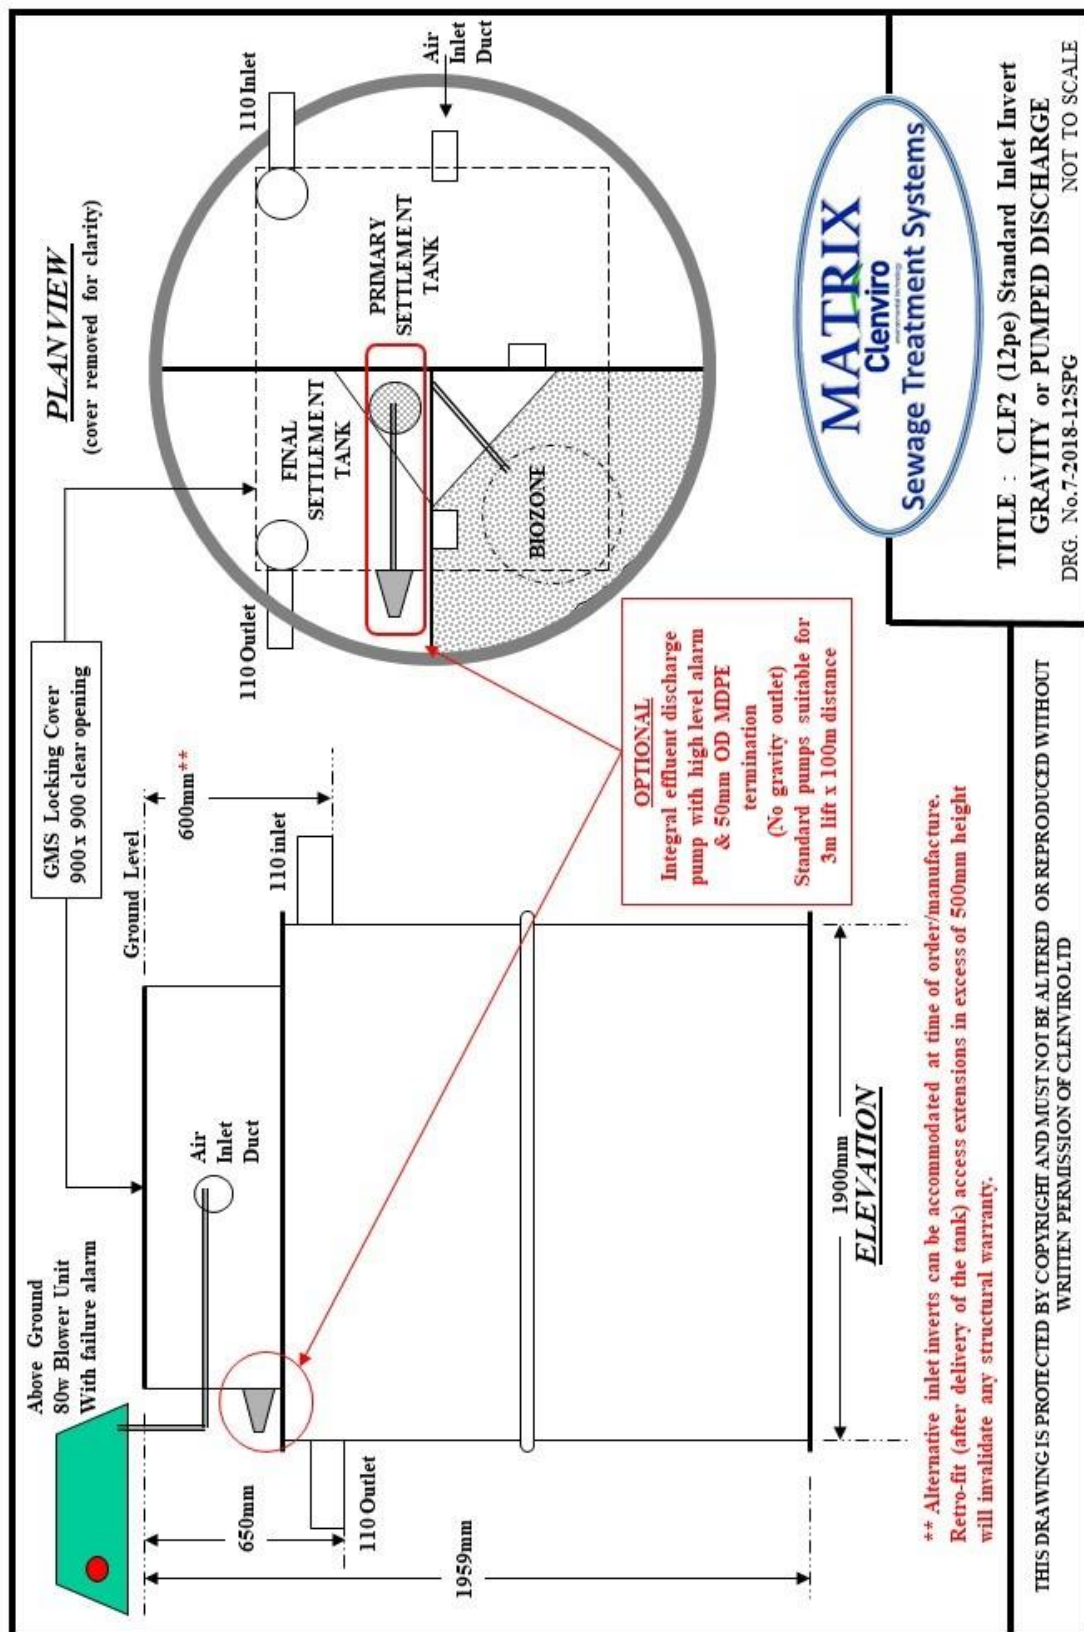 PLAN VIEW
(cover removed for clarity)
GMS Locking Cover
900 x 900 clear opening
Above Ground
80w Blower Unit
With failure alarm
Ground Level
600mm**
110 inlet
Air
Inlet
Duct
650mm
110 Outlet
1959mm
1900mm
ELEVATION
110 Outlet
110 Inlet
Air
Inlet
Duct
FINAL
SETTLEMENT
TANK
PRIMARY
SETTLEMENT
TANK
BIOZONE
OPTIONAL
Integral effluent discharge
pump with high level alarm
& 50mm OD MDPE
termination
(No gravity outlet)
Standard pumps suitable for
3m lift x 100m distance
** Alternative inlet inverts can be accommodated at time of order/manufacture.
Retro-fit (after delivery of the tank) access extensions in excess of 500mm height
will invalidate any structural warranty.
MATRIX
Clenviro
Sewage Treatment Systems
TITLE : CLF2 (12pe) Standard Inlet Invert
GRAVITY or PUMPED DISCHARGE
DRG. No.7-2018-12SPG NOT TO SCALE
THIS DRAWING IS PROTECTED BY COPYRIGHT AND MUST NOT BE ALTERED OR REPRODUCED WITHOUT
WRITTEN PERMISSION OF CLENVIRO LTD